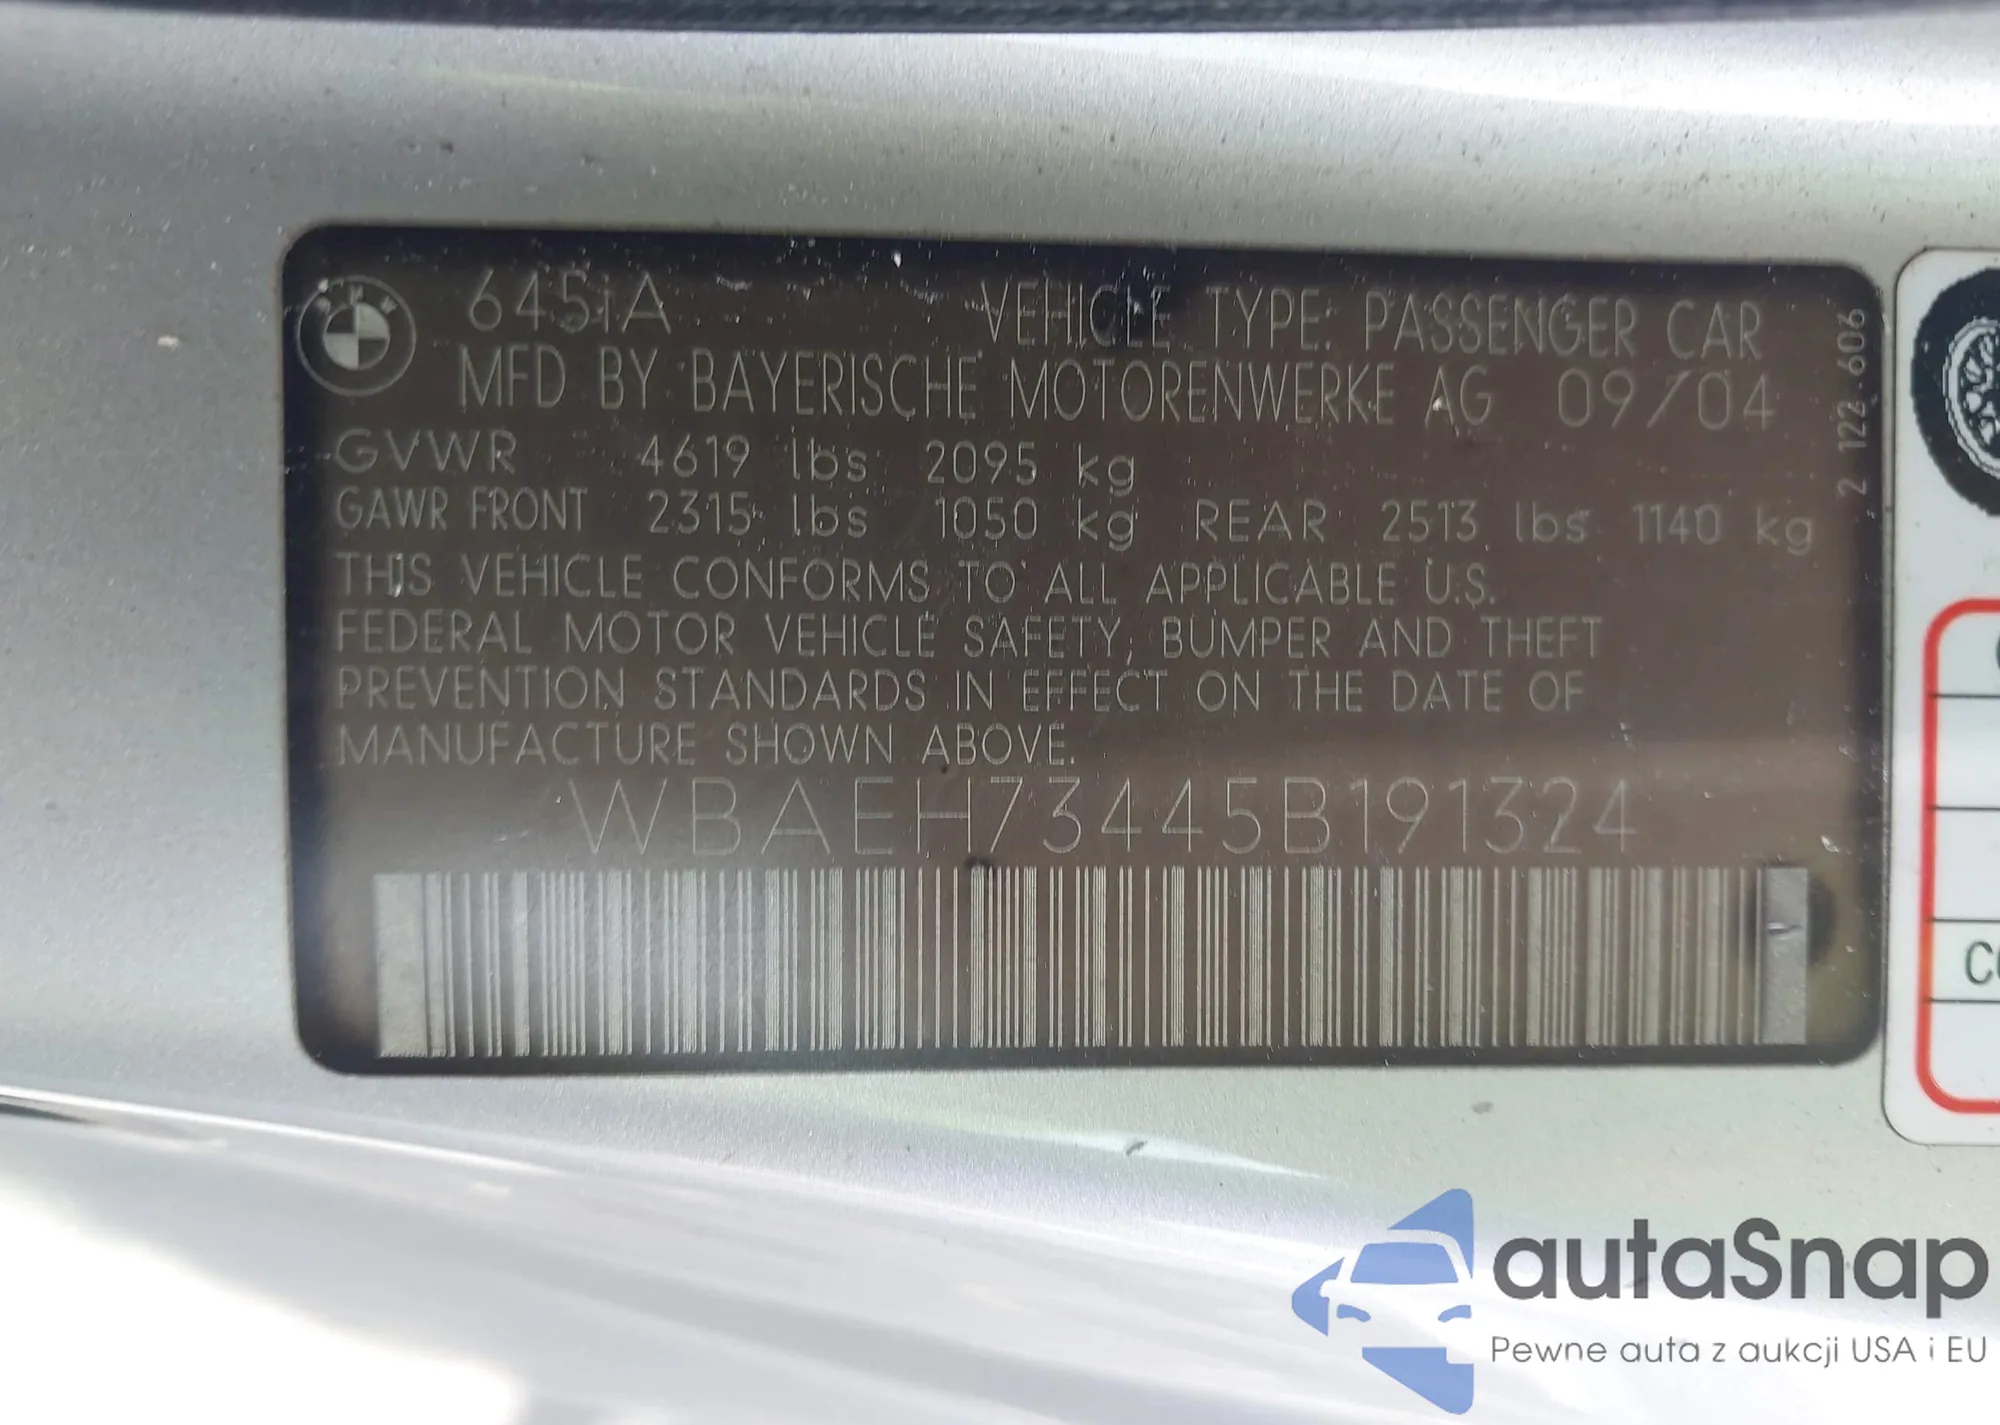 BMW
645iA VEHICLE TYPE: PASSENGER CAR
MFD BY BAYERISCHE MOTORENWERKE AG 09/04
GVWR 4619 lbs 2095 kg
GAWR FRONT 2315 lbs 1050 kg REAR 2513 lbs 1140 kg
THIS VEHICLE CONFORMS TO ALL APPLICABLE U.S.
FEDERAL MOTOR VEHICLE SAFETY, BUMPER AND THEFT
PREVENTION STANDARDS IN EFFECT ON THE DATE OF
MANUFACTURE SHOWN ABOVE.
WBAEH73445B191324
2 122 606
autaSnap
Pewne auta z aukcji USA i EU